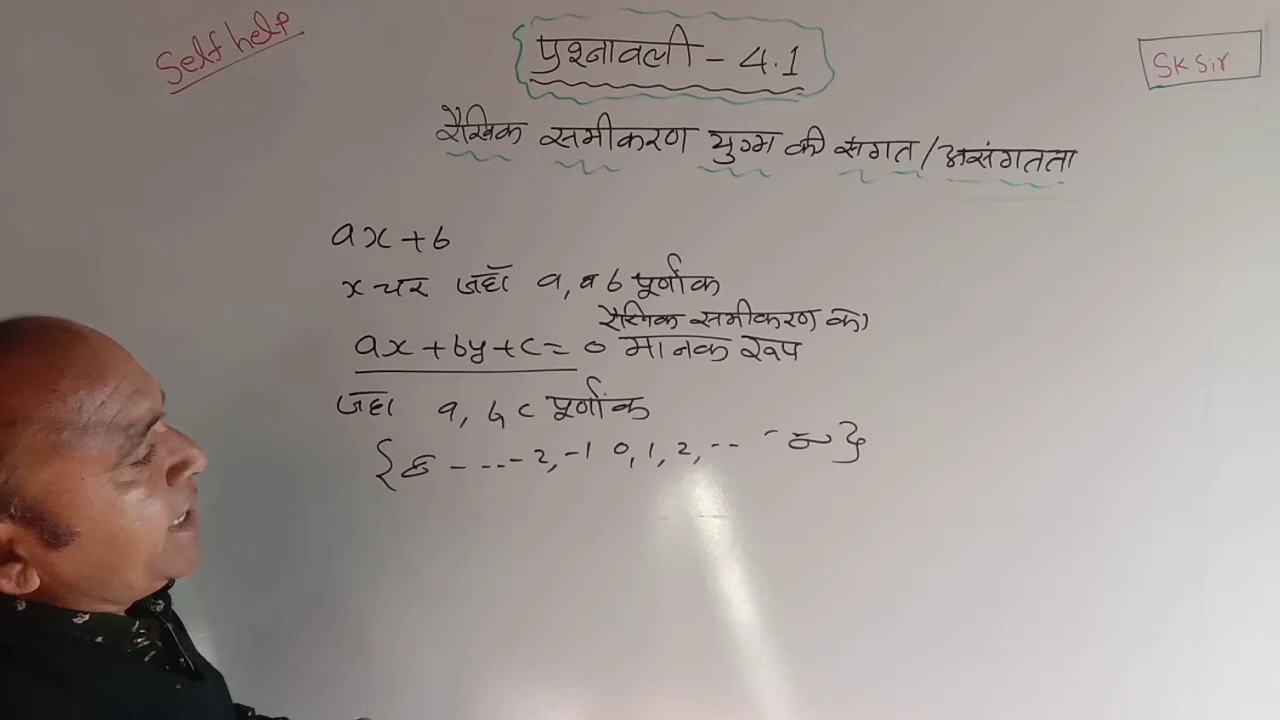 Self help
प्रश्नावली - 4.1
SK Sir
रैखिक समीकरण युग्म की संगत/असंगतता
ax + b
x चर जहाँ a, व b पूर्णांक
रैखिक समीकरण का
ax + by + c = 0 मानक रूप
जहा a, b, c पूर्णांक
{ - ... - 2, -1 0, 1, 2, -- - ∞ }